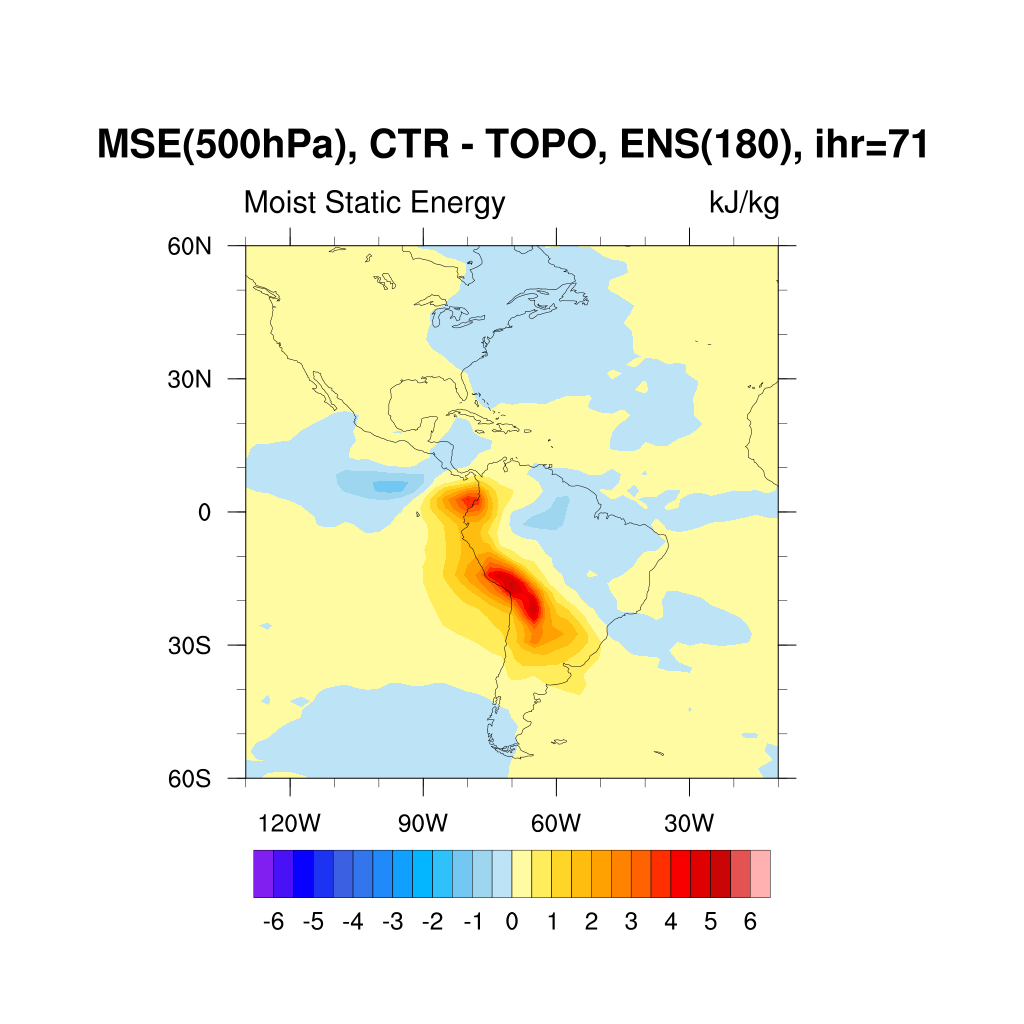 MSE(500hPa), CTR - TOPO, ENS(180), ihr=71
Moist Static Energy kJ/kg
60N
30N
0
30S
60S
120W 90W 60W 30W
-6 -5 -4 -3 -2 -1 0 1 2 3 4 5 6